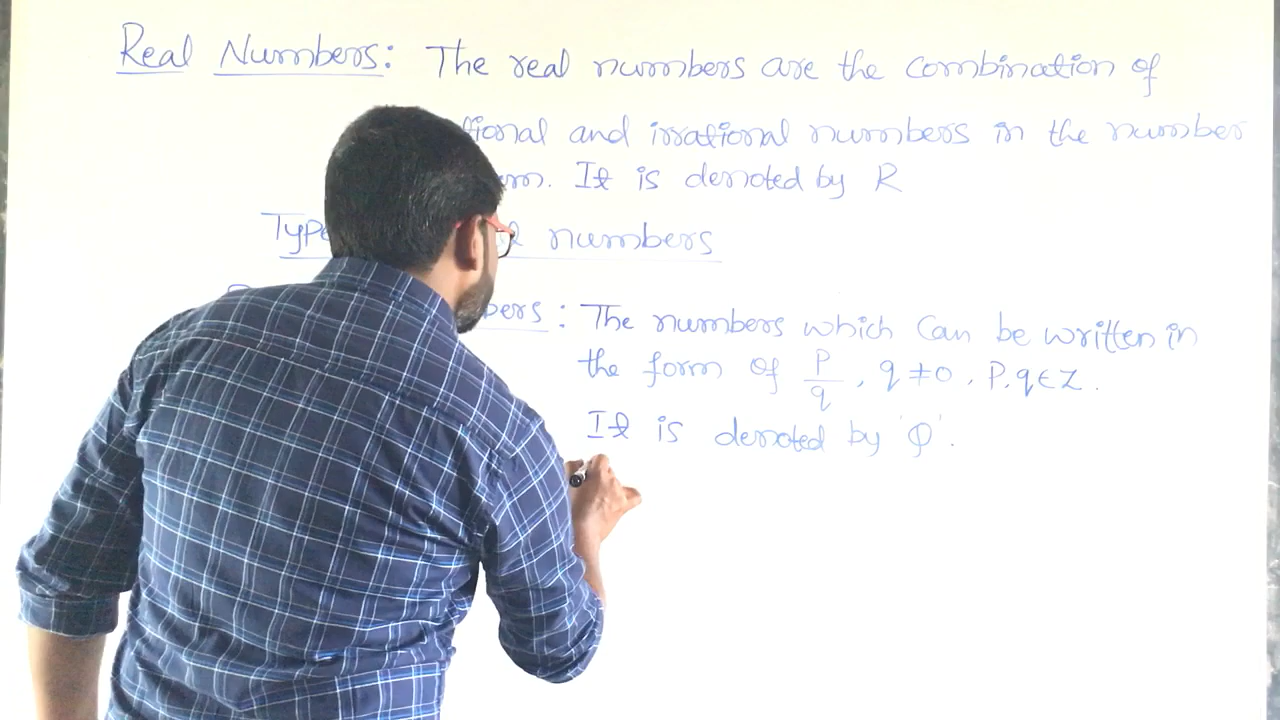 Real Numbers: The real numbers are the combination of
tional and irrational numbers in the number
m. It is denoted by R
Type numbers
bers: The numbers which can be written in
the form of P/q, q ≠ 0, P, q ∈ Z.
It is denoted by 'Q'.